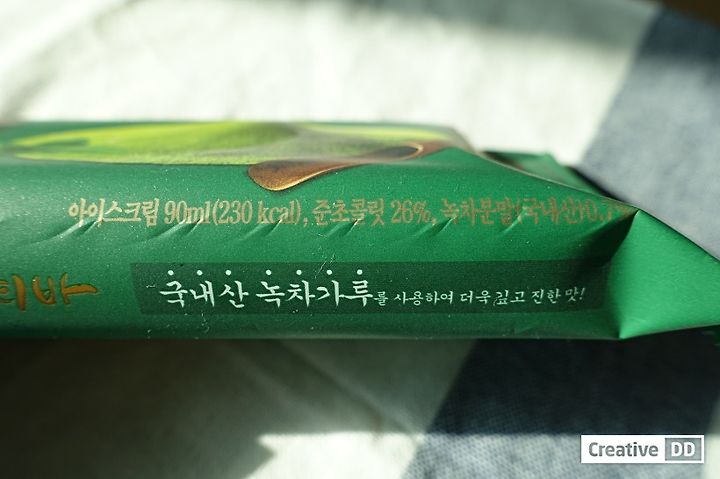 아이스크림 90ml(230 kcal), 준초콜릿 26%, 녹차분말(국내산)0.
국내산 녹차가루를 사용하여 더욱 깊고 진한 맛!
Creative DD